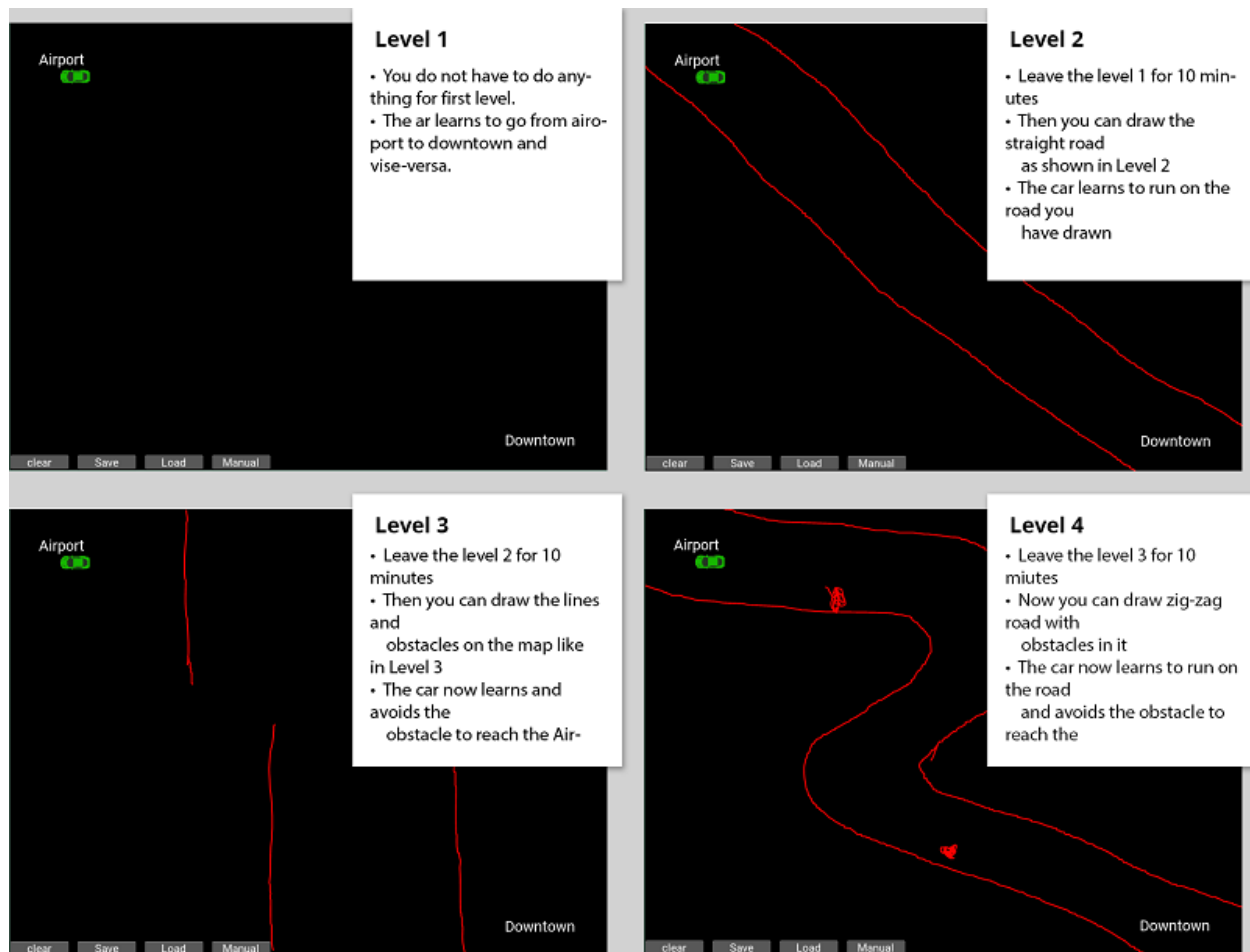 Level 1
• You do not have to do any-
thing for first level.
• The ar learns to go from airo-
port to downtown and
vise-versa.
Airport
Downtown
clear Save Load Manual
Level 2
• Leave the level 1 for 10 min-
utes
• Then you can draw the
straight road
as shown in Level 2
• The car learns to run on the
road you
have drawn
Airport
Downtown
clear Save Load Manual
Level 3
• Leave the level 2 for 10
minutes
• Then you can draw the lines
and
obstacles on the map like
in Level 3
• The car now learns and
avoids the
obstacle to reach the Air-
Airport
Downtown
clear Save Load Manual
Level 4
• Leave the level 3 for 10
miutes
• Now you can draw zig-zag
road with
obstacles in it
• The car now learns to run on
the road
and avoids the obstacle to
reach the
Airport
Downtown
clear Save Load Manual